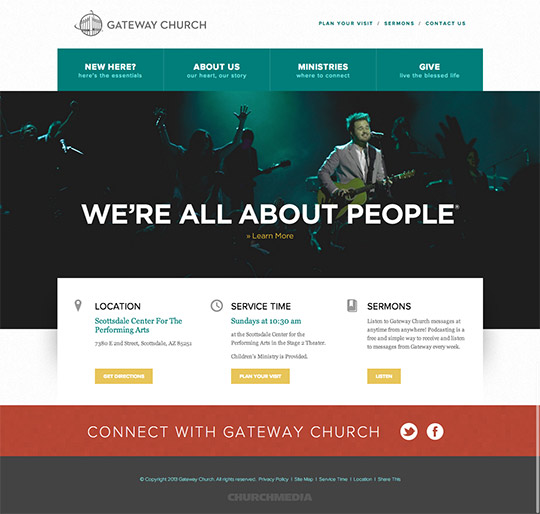 GATEWAY CHURCH
PLAN YOUR VISIT / SERMONS / CONTACT US
NEW HERE?
here's the essentials
ABOUT US
our heart, our story
MINISTRIES
where to connect
GIVE
live the blessed life
WE'RE ALL ABOUT PEOPLE
» Learn More
LOCATION
Scottsdale Center For The
Performing Arts
7380 E 2nd Street, Scottsdale, AZ 85251
GET DIRECTIONS
SERVICE TIME
Sundays at 10:30 am
at the Scottsdale Center for the
Performing Arts in the Stage 2 Theater.
Children's Ministry is Provided.
PLAN YOUR VISIT
SERMONS
Listen to Gateway Church messages at
anytime from anywhere! Podcasting is a
free and simple way to receive and listen
to messages from Gateway every week.
LISTEN
CONNECT WITH GATEWAY CHURCH
© Copyright 2013 Gateway Church. All rights reserved. Privacy Policy | Site Map | Service Time | Location | Share This
CHURCHMEDIA